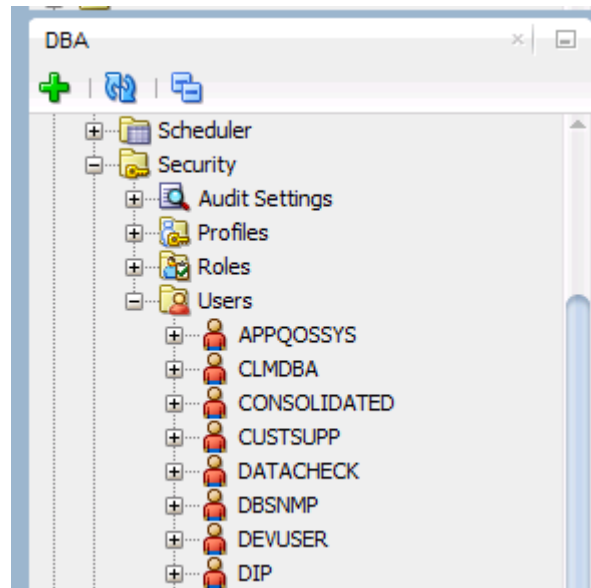 DBA
Scheduler
Security
Audit Settings
Profiles
Roles
Users
APPQOSSYS
CLMDBA
CONSOLIDATED
CUSTSUPP
DATACHECK
DBSNMP
DEVUSER
DIP